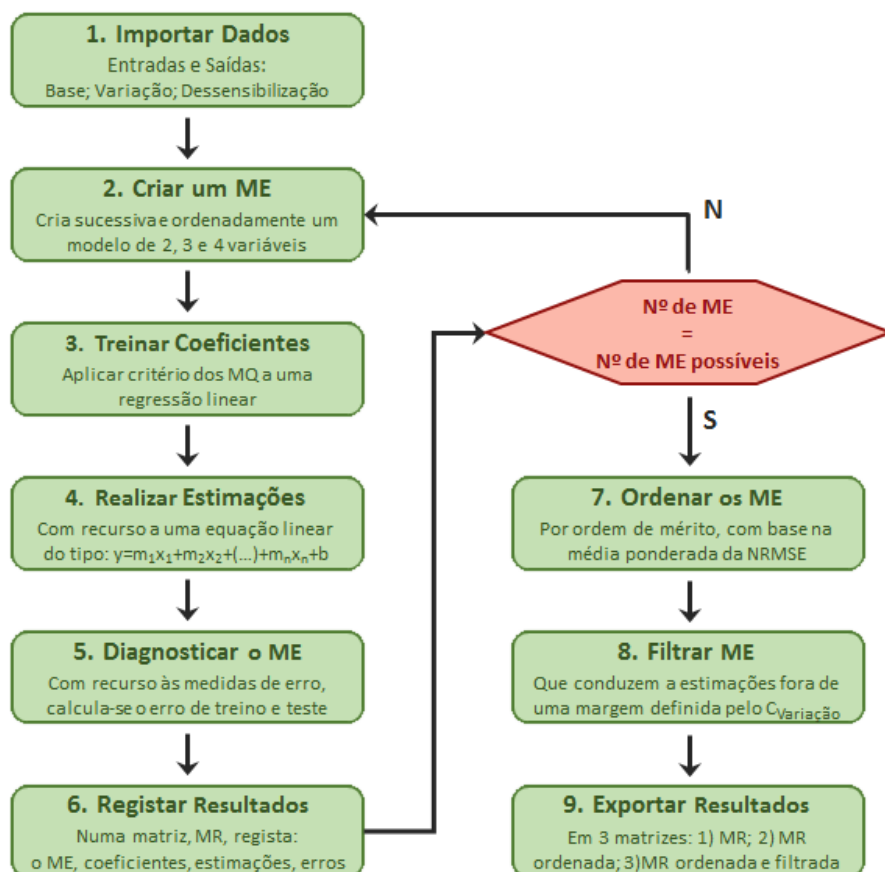 1. Importar Dados
Entradas e Saídas:
Base; Variação; Dessensibilização
2. Criar um ME
Cria sucessiva e ordenadamente um
modelo de 2, 3 e 4 variáveis
3. Treinar Coeficientes
Aplicar critério dos MQ a uma
regressão linear
4. Realizar Estimações
Com recurso a uma equação linear
do tipo: y=m₁x₁+m₂x₂+(...)+mₙxₙ+b
5. Diagnosticar o ME
Com recurso às medidas de erro,
calcula-se o erro de treino e teste
6. Registar Resultados
Numa matriz, MR, regista:
o ME, coeficientes, estimações, erros
N
Nº de ME
=
Nº de ME possíveis
S
7. Ordenar os ME
Por ordem de mérito, com base na
média ponderada da NRMSE
8. Filtrar ME
Que conduzem a estimações fora de
uma margem definida pelo CVariação
9. Exportar Resultados
Em 3 matrizes: 1) MR; 2) MR
ordenada; 3)MR ordenada e filtrada